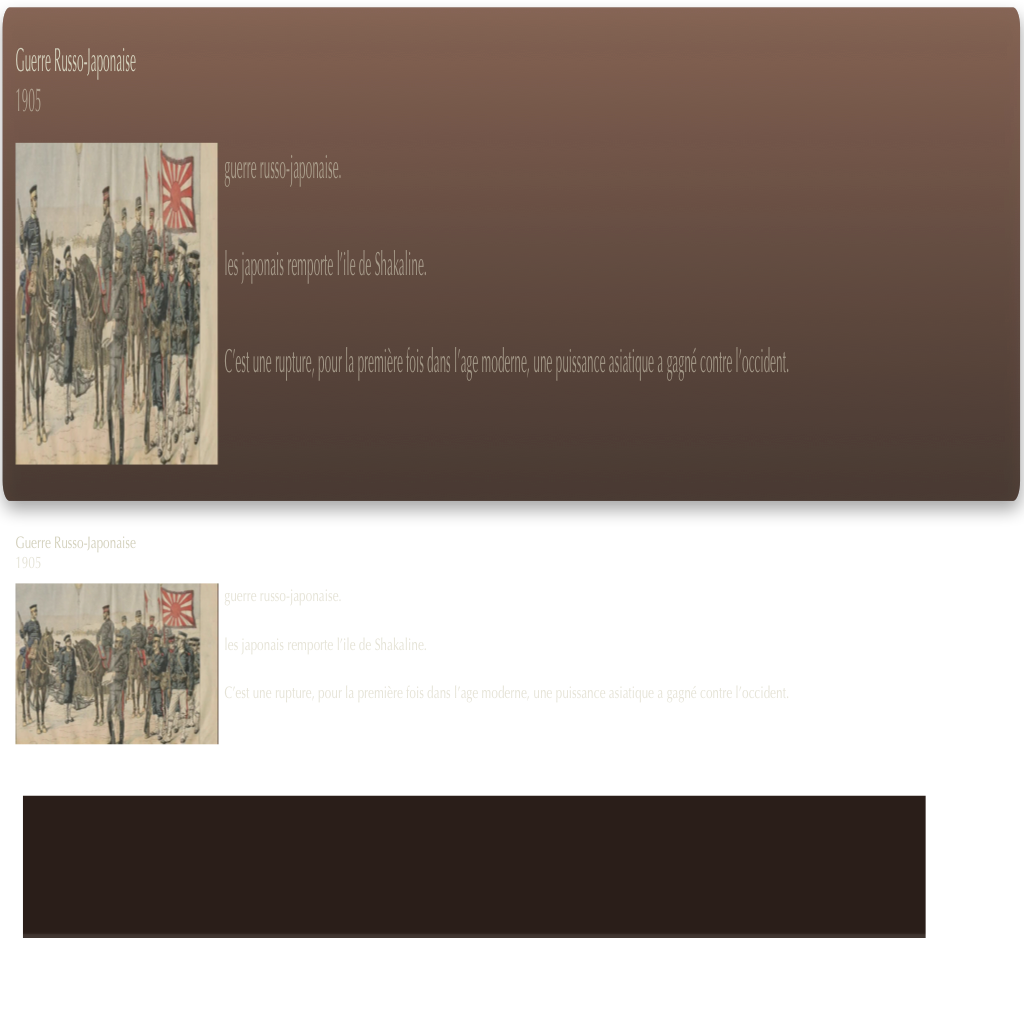 Guerre Russo-Japonaise
1905
guerre russo-japonaise.
les japonais remporte l'ile de Shakaline.
C'est une rupture, pour la première fois dans l'age moderne, une puissance asiatique a gagné contre l'occident.
Guerre Russo-Japonaise
1905
guerre russo-japonaise.
les japonais remporte l'ile de Shakaline.
C'est une rupture, pour la première fois dans l'age moderne, une puissance asiatique a gagné contre l'occident.